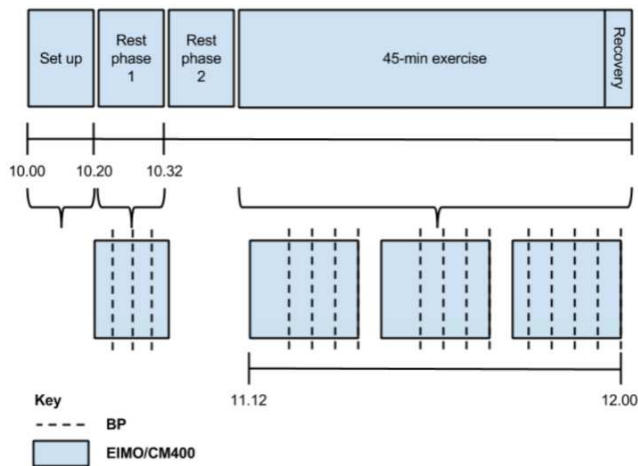 Set up
Rest
phase
1
Rest
phase
2
45-min exercise
Recovery
10.00
10.20
10.32
11.12
12.00
Key
BP
EIMO/CM400